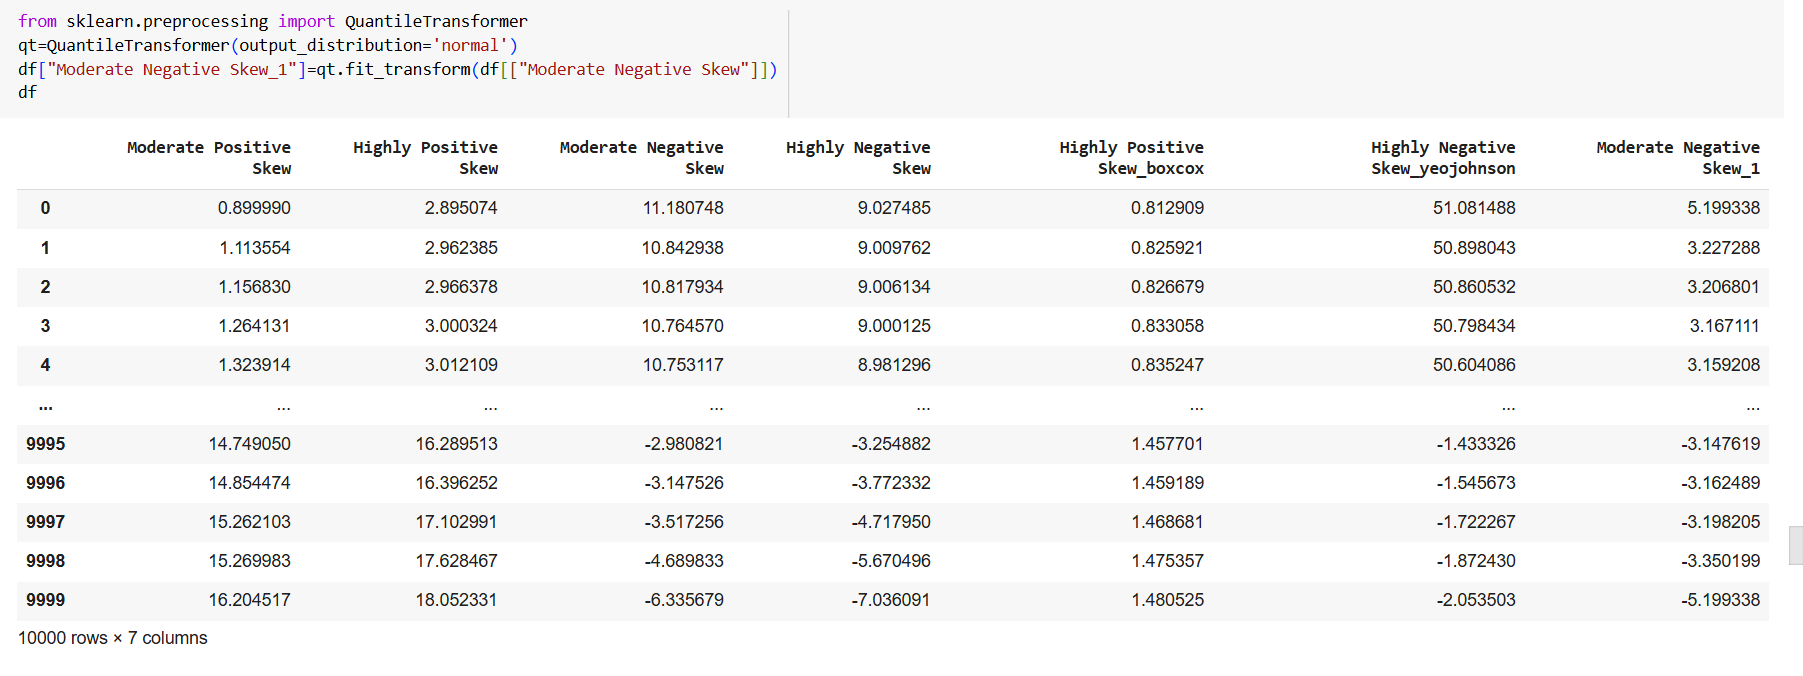 from sklearn.preprocessing import QuantileTransformer
qt=QuantileTransformer(output_distribution='normal')
df["Moderate Negative Skew_1"]=qt.fit_transform(df[["Moderate Negative Skew"]])
df
Moderate Positive Skew Highly Positive Skew Moderate Negative Skew Highly Negative Skew Highly Positive Skew_boxcox Highly Negative Skew_yeojohnson Moderate Negative Skew_1
0 0.899990 2.895074 11.180748 9.027485 0.812909 51.081488 5.199338
1 1.113554 2.962385 10.842938 9.009762 0.825921 50.898043 3.227288
2 1.156830 2.966378 10.817934 9.006134 0.826679 50.860532 3.206801
3 1.264131 3.000324 10.764570 9.000125 0.833058 50.798434 3.167111
4 1.323914 3.012109 10.753117 8.981296 0.835247 50.604086 3.159208
... ... ... ... ... ... ... ...
9995 14.749050 16.289513 -2.980821 -3.254882 1.457701 -1.433326 -3.147619
9996 14.854474 16.396252 -3.147526 -3.772332 1.459189 -1.545673 -3.162489
9997 15.262103 17.102991 -3.517256 -4.717950 1.468681 -1.722267 -3.198205
9998 15.269983 17.628467 -4.689833 -5.670496 1.475357 -1.872430 -3.350199
9999 16.204517 18.052331 -6.335679 -7.036091 1.480525 -2.053503 -5.199338
10000 rows × 7 columns